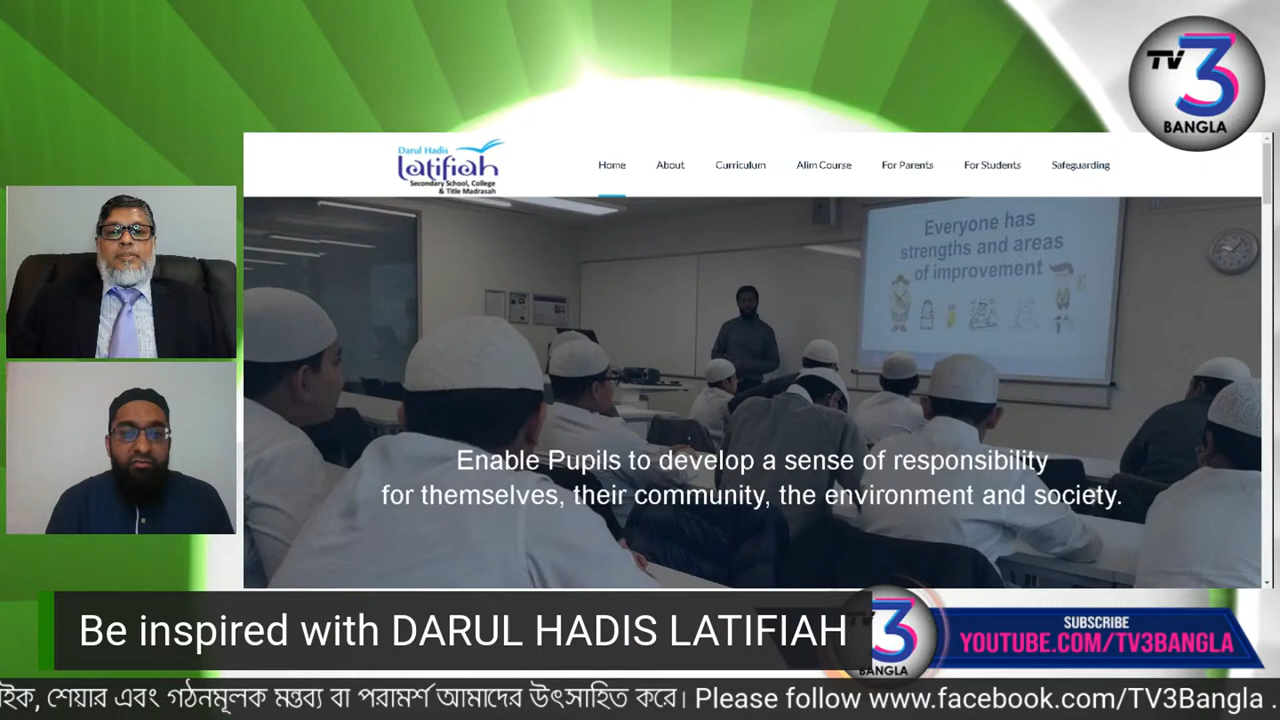 TV3
BANGLA
Darul Hadis
latifiah
Secondary School, College
& Title Madrasah
Home About Curriculum Alim Course For Parents For Students Safeguarding
Everyone has
strengths and areas
of improvement
Enable Pupils to develop a sense of responsibility
for themselves, their community, the environment and society.
Be inspired with DARUL HADIS LATIFIAH
3
BANGLA
SUBSCRIBE
YOUTUBE.COM/TV3BANGLA
ইক, শেয়ার এবং গঠনমূলক মন্তব্য বা পরামর্শ আমাদের উৎসাহিত করে। Please follow www.facebook.com/TV3Bangla .